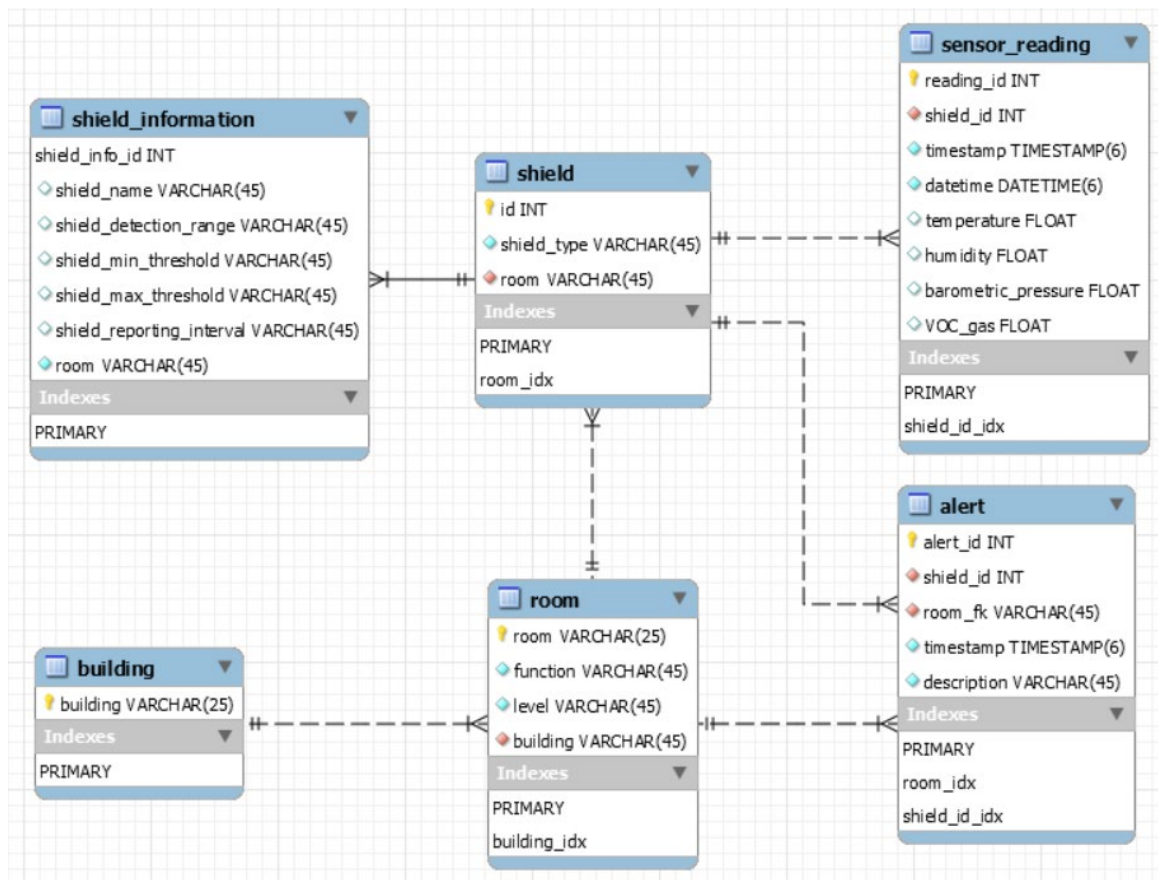 shield_information
shield_info_id INT
shield_name VARCHAR(45)
shield_detection_range VARCHAR(45)
shield_min_threshold VARCHAR(45)
shield_max_threshold VARCHAR(45)
shield_reporting_interval VARCHAR(45)
room VARCHAR(45)
Indexes
PRIMARY
shield
id INT
shield_type VARCHAR(45)
room VARCHAR(45)
Indexes
PRIMARY
room_idx
sensor_reading
reading_id INT
shield_id INT
timestamp TIMESTAMP(6)
datetime DATETIME(6)
temperature FLOAT
humidity FLOAT
barometric_pressure FLOAT
VOC_gas FLOAT
Indexes
PRIMARY
shield_id_idx
building
building VARCHAR(25)
Indexes
PRIMARY
room
room VARCHAR(25)
function VARCHAR(45)
level VARCHAR(45)
building VARCHAR(45)
Indexes
PRIMARY
building_idx
alert
alert_id INT
shield_id INT
room_fk VARCHAR(45)
timestamp TIMESTAMP(6)
description VARCHAR(45)
Indexes
PRIMARY
room_idx
shield_id_idx